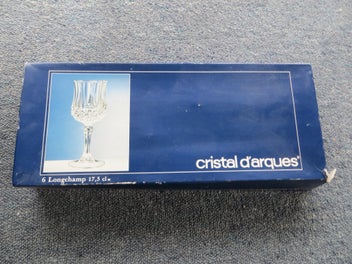 cristal d'arques®
6 Longchamp 17,5 cl